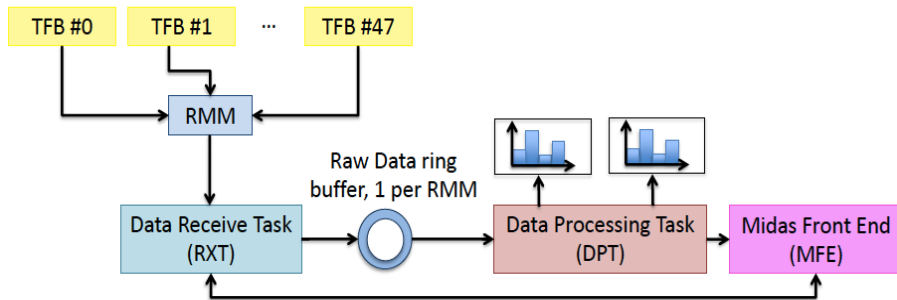 TFB #0
TFB #1
...
TFB #47
RMM
Raw Data ring
buffer, 1 per RMM
Data Receive Task
(RXT)
Data Processing Task
(DPT)
Midas Front End
(MFE)